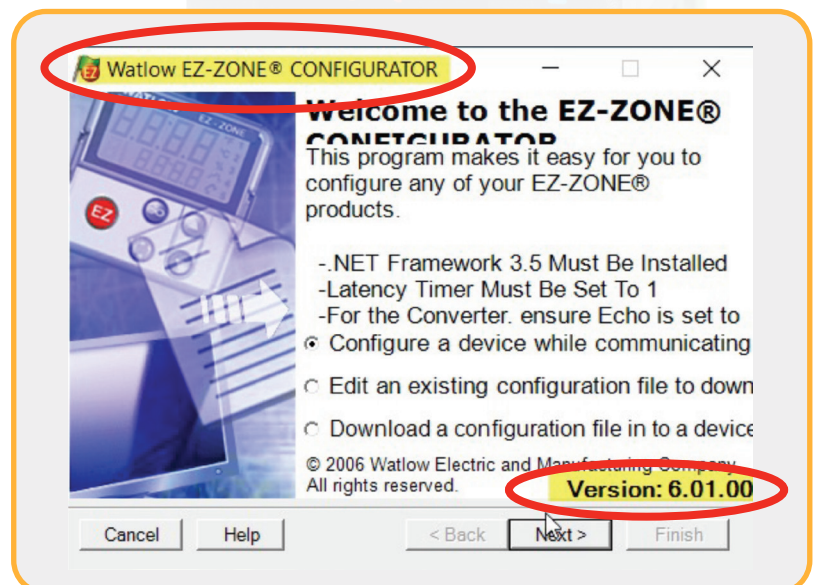 Watlow EZ-ZONE® CONFIGURATOR
Welcome to the EZ-ZONE®
CONFIGURATOR
This program makes it easy for you to
configure any of your EZ-ZONE®
products.
-.NET Framework 3.5 Must Be Installed
-Latency Timer Must Be Set To 1
-For the Converter. ensure Echo is set to
Configure a device while communicating
Edit an existing configuration file to down
Download a configuration file in to a device
© 2006 Watlow Electric and Manufacturing Company
All rights reserved.
Version: 6.01.00
Cancel Help < Back Next > Finish
EZ-ZONE
EZ